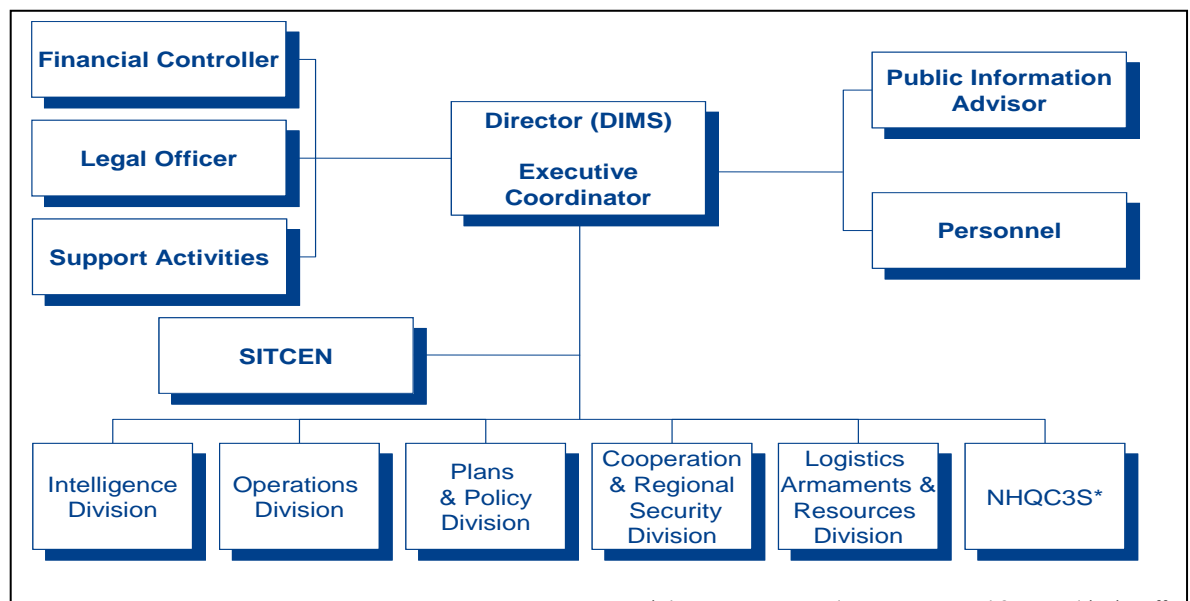 Financial Controller
Legal Officer
Support Activities
Director (DIMS)
Executive
Coordinator
Public Information
Advisor
Personnel
SITCEN
Intelligence
Division
Operations
Division
Plans
& Policy
Division
Cooperation
& Regional
Security
Division
Logistics
Armaments &
Resources
Division
NHQC3S*